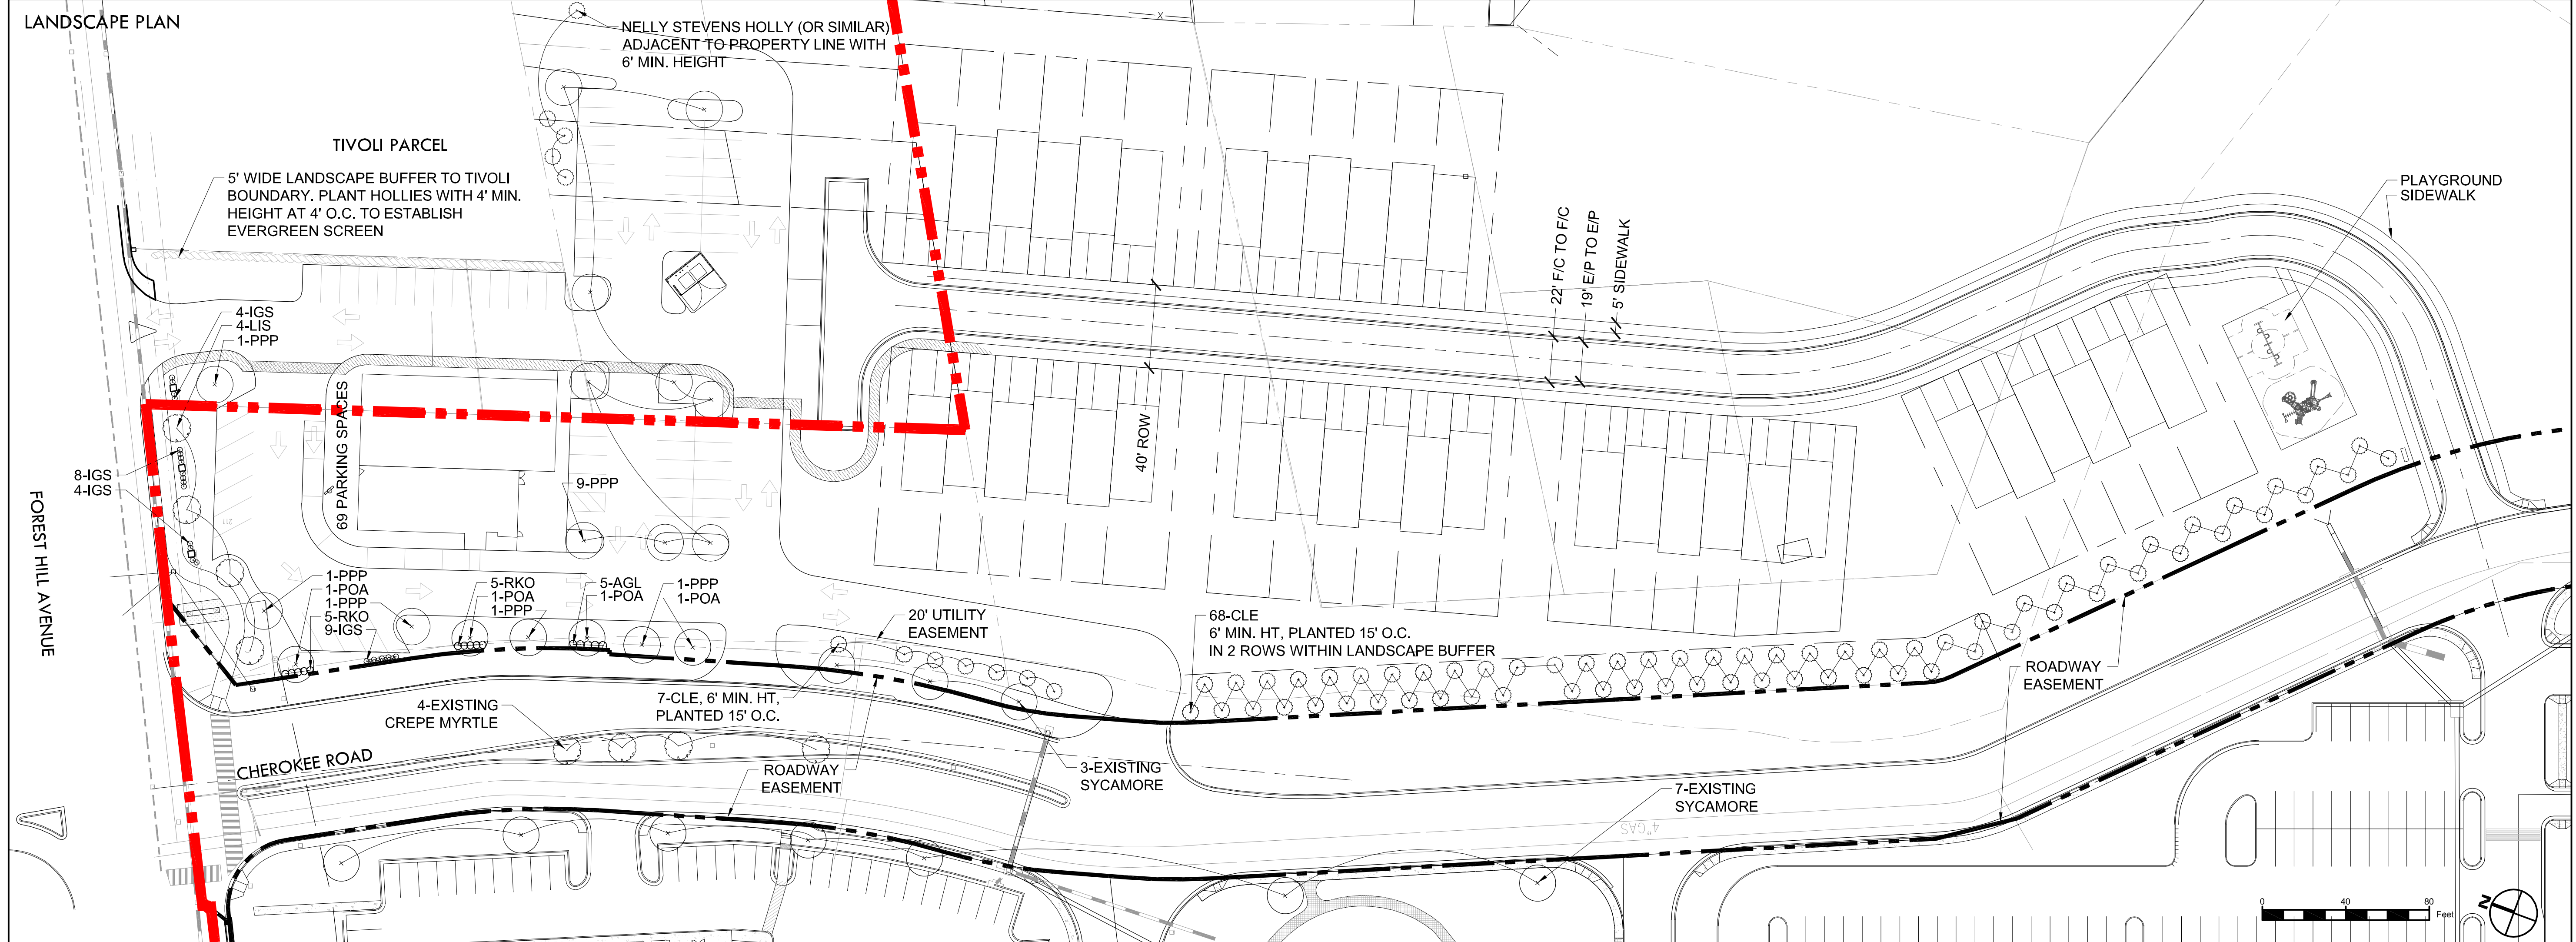 LANDSCAPE PLAN
NELLY STEVENS HOLLY (OR SIMILAR)
ADJACENT TO PROPERTY LINE WITH
6' MIN. HEIGHT
TIVOLI PARCEL
5' WIDE LANDSCAPE BUFFER TO TIVOLI
BOUNDARY. PLANT HOLLIES WITH 4' MIN.
HEIGHT AT 4' O.C. TO ESTABLISH
EVERGREEN SCREEN
PLAYGROUND
SIDEWALK
22' F/C TO F/C
19' E/P TO E/P
5' SIDEWALK
4-IGS
4-LIS
1-PPP
69 PARKING SPACES
40' ROW
8-IGS
4-IGS
FOREST HILL AVENUE
9-PPP
1-PPP
1-POA
1-PPP
5-RKO
9-IGS
5-RKO
1-POA
1-PPP
5-AGL
1-POA
1-PPP
1-POA
20' UTILITY
EASEMENT
68-CLE
6' MIN. HT, PLANTED 15' O.C.
IN 2 ROWS WITHIN LANDSCAPE BUFFER
ROADWAY
EASEMENT
4-EXISTING
CREPE MYRTLE
7-CLE, 6' MIN. HT,
PLANTED 15' O.C.
CHEROKEE ROAD
ROADWAY
EASEMENT
3-EXISTING
SYCAMORE
7-EXISTING
SYCAMORE
4"GAS
0 40 80
Feet
N